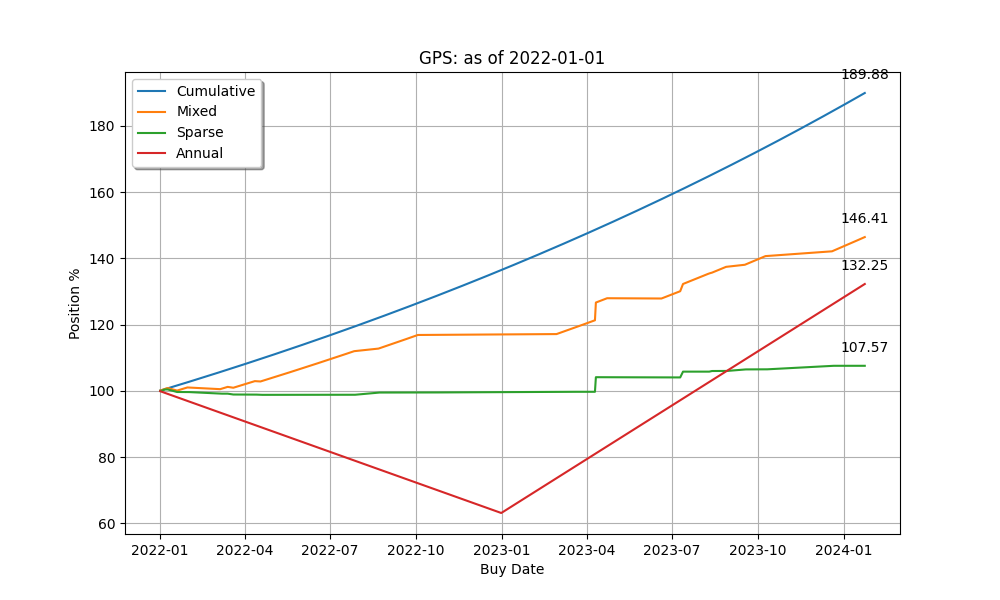 GPS: as of 2022-01-01
189.88
Cumulative
Mixed
Sparse
Annual
180
160
146.41
140
132.25
120
107.57
100
80
60
Position %
2022-01 2022-04 2022-07 2022-10 2023-01 2023-04 2023-07 2023-10 2024-01
Buy Date